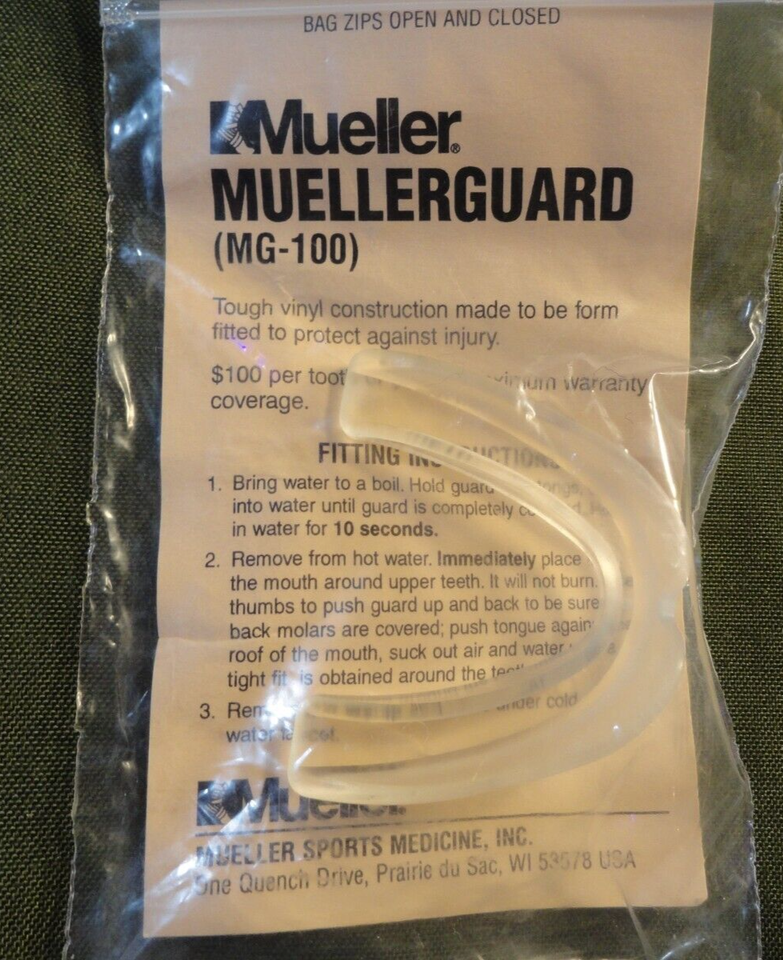 BAG ZIPS OPEN AND CLOSED
Mueller®
MUELLERGUARD
(MG-100)
Tough vinyl construction made to be form
fitted to protect against injury.
$100 per warranty
coverage.
FITTING INSTRUCTIONS
1. Bring water to a boil. Hold guard
into water until guard is completely
in water for 10 seconds.
2. Remove from hot water. Immediately place
the mouth around upper teeth. It will not burn.
thumbs to push guard up and back to be sure
back molars are covered; push tongue
roof of the mouth, suck out air and water
tight fit is obtained around the
3. under cold
water
Mueller®
MUELLER SPORTS MEDICINE, INC.
One Quench Drive, Prairie du Sac, WI 53578 USA